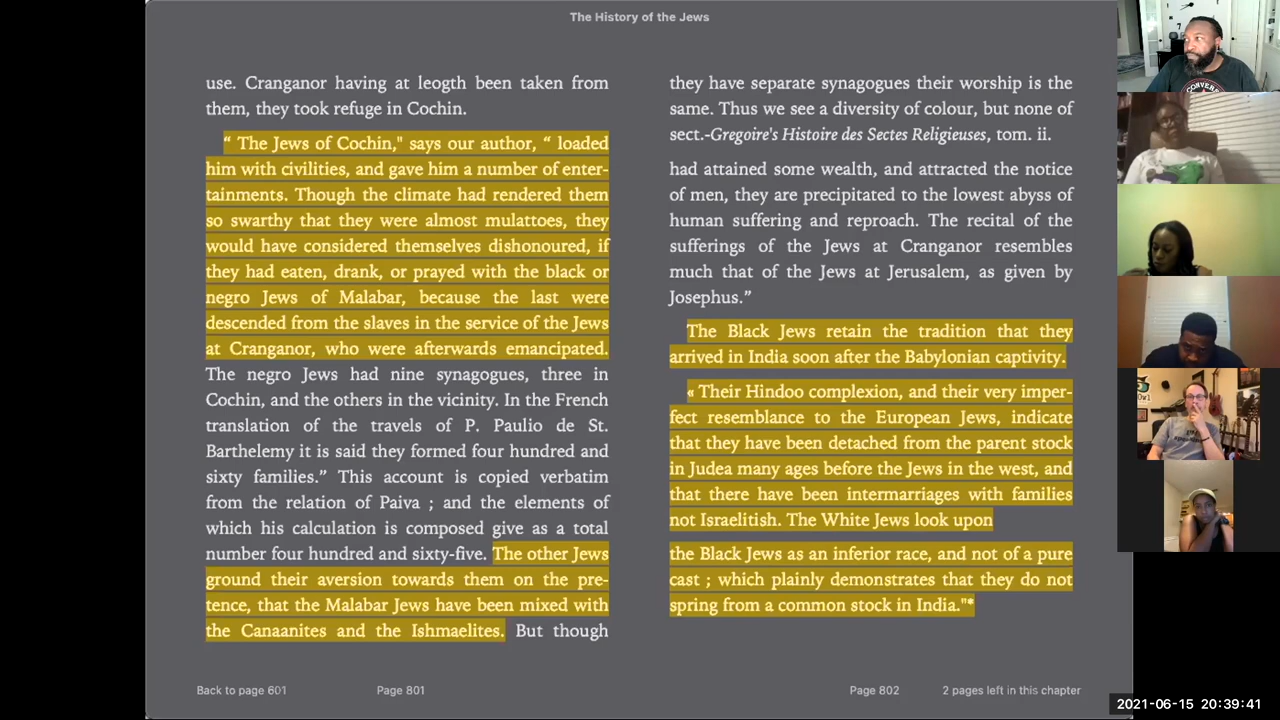 The History of the Jews
use. Cranganor having at leogth been taken from
them, they took refuge in Cochin.
“ The Jews of Cochin," says our author, “ loaded
him with civilities, and gave him a number of enter-
tainments. Though the climate had rendered them
so swarthy that they were almost mulattoes, they
would have considered themselves dishonoured, if
they had eaten, drank, or prayed with the black or
negro Jews of Malabar, because the last were
descended from the slaves in the service of the Jews
at Cranganor, who were afterwards emancipated.
The negro Jews had nine synagogues, three in
Cochin, and the others in the vicinity. In the French
translation of the travels of P. Paulio de St.
Barthelemy it is said they formed four hundred and
sixty families.” This account is copied verbatim
from the relation of Paiva ; and the elements of
which his calculation is composed give as a total
number four hundred and sixty-five. The other Jews
ground their aversion towards them on the pre-
tence, that the Malabar Jews have been mixed with
the Canaanites and the Ishmaelites. But though
they have separate synagogues their worship is the
same. Thus we see a diversity of colour, but none of
sect.-Gregoire's Histoire des Sectes Religieuses, tom. ii.
had attained some wealth, and attracted the notice
of men, they are precipitated to the lowest abyss of
human suffering and reproach. The recital of the
sufferings of the Jews at Cranganor resembles
much that of the Jews at Jerusalem, as given by
Josephus.”
The Black Jews retain the tradition that they
arrived in India soon after the Babylonian captivity.
« Their Hindoo complexion, and their very imper-
fect resemblance to the European Jews, indicate
that they have been detached from the parent stock
in Judea many ages before the Jews in the west, and
that there have been intermarriages with families
not Israelitish. The White Jews look upon
the Black Jews as an inferior race, and not of a pure
cast ; which plainly demonstrates that they do not
spring from a common stock in India."*
Back to page 601
Page 801
Page 802
2 pages left in this chapter
CONVERSE
2021-06-15 20:39:41